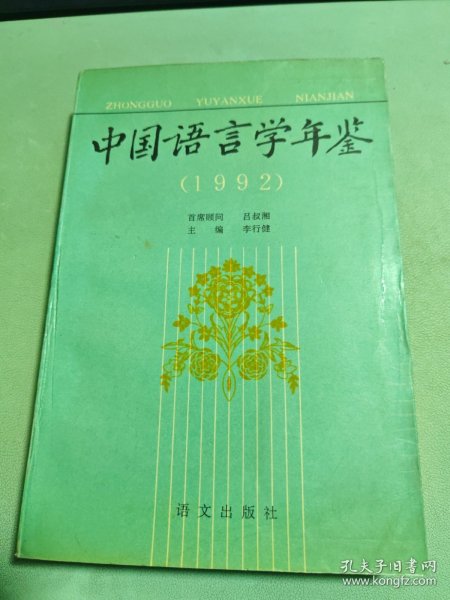 ZHONGGUO YUYANXUE NIANJIAN
中国语言学年鉴
(1992)
首席顾问 吕叔湘
主编 李行健
语文出版社
孔夫子旧书网
www.kongfz.com